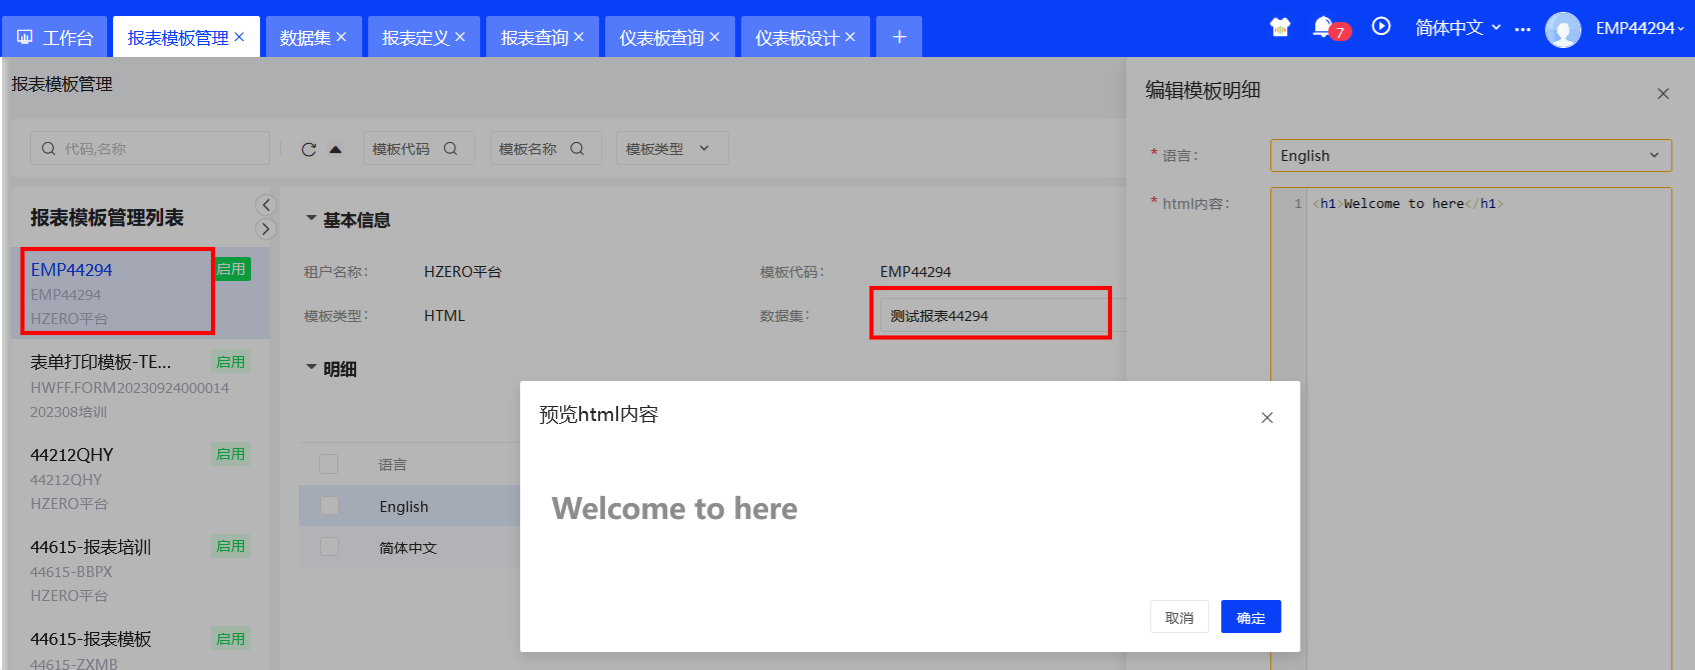 工作台
报表模板管理 ×
数据集 ×
报表定义 ×
报表查询 ×
仪表板查询 ×
仪表板设计 ×
+
7
简体中文
EMP44294
报表模板管理
代码,名称
模板代码
模板名称
模板类型
报表模板管理列表
EMP44294
启用
EMP44294
HZERO平台
表单打印模板-TE...
启用
HWFF.FORM20230924000014
202308培训
44212QHY
启用
44212QHY
HZERO平台
44615-报表培训
启用
44615-BBPX
HZERO平台
44615-报表模板
启用
44615-ZXMB
基本信息
租户名称:
HZERO平台
模板代码:
EMP44294
模板类型:
HTML
数据集:
测试报表44294
明细
语言
English
简体中文
编辑模板明细
* 语言:
English
* html内容:
1 <h1>Welcome to here</h1>
预览html内容
Welcome to here
取消
确定